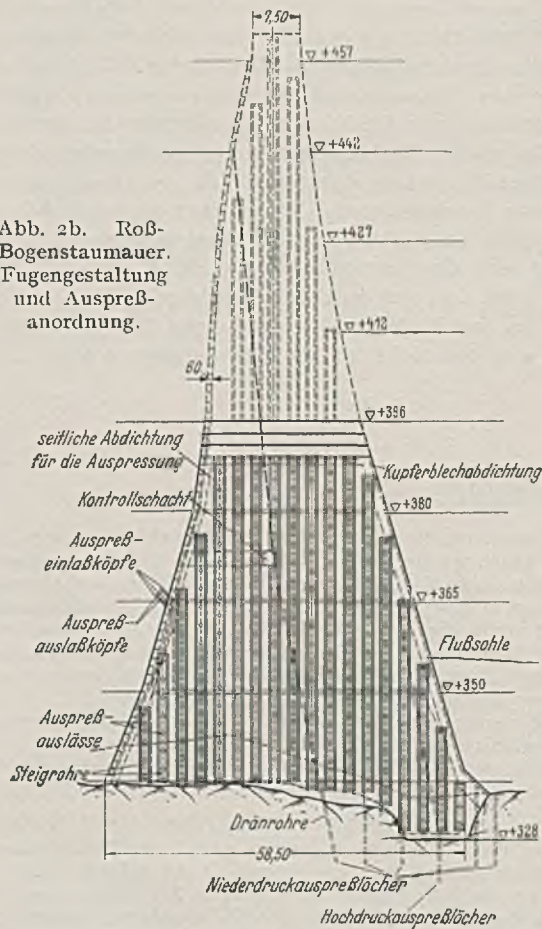 7,50
+457
+442
+427
+412
60
+396
Abb. 2b. Roß-
Bogenstaumauer.
Fugengestaltung
und Auspreß-
anordnung.
seitliche Abdichtung
für die Auspressung
Kupferblechabdichtung
Kontrollschacht
+380
Auspreß-
einlaßköpfe
+365
Auspreß-
auslaßköpfe
Flußsohle
+350
Auspreß-
auslässe
Steigrohr
Dränrohre
+328
58,50
Niederdruckauspreßlöcher
Hochdruckauspreßlöcher